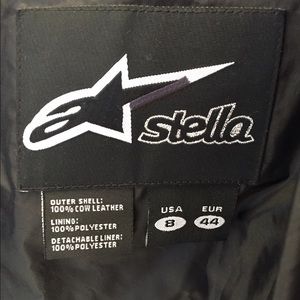 stella
OUTER SHELL:
100% COW LEATHER
LINING:
100% POLYESTER
DETACHABLE LINER:
100% POLYESTER
USA EUR
8 44